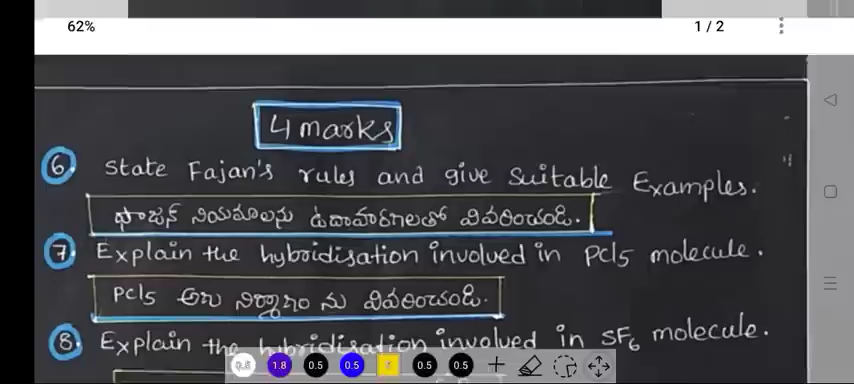 62%
1 / 2
4 marks
6. State Fajan's rules and give Suitable Examples.
ఫాజన్ నియమాలను ఉదాహరణలతో వివరించండి.
7. Explain the hybridisation involved in PCl5 molecule.
PCl5 అణు నిర్మాణం ను వివరించండి.
8. Explain the hybridisation involved in SF6 molecule.
0.5 1.8 0.5 0.5 0.5 0.5